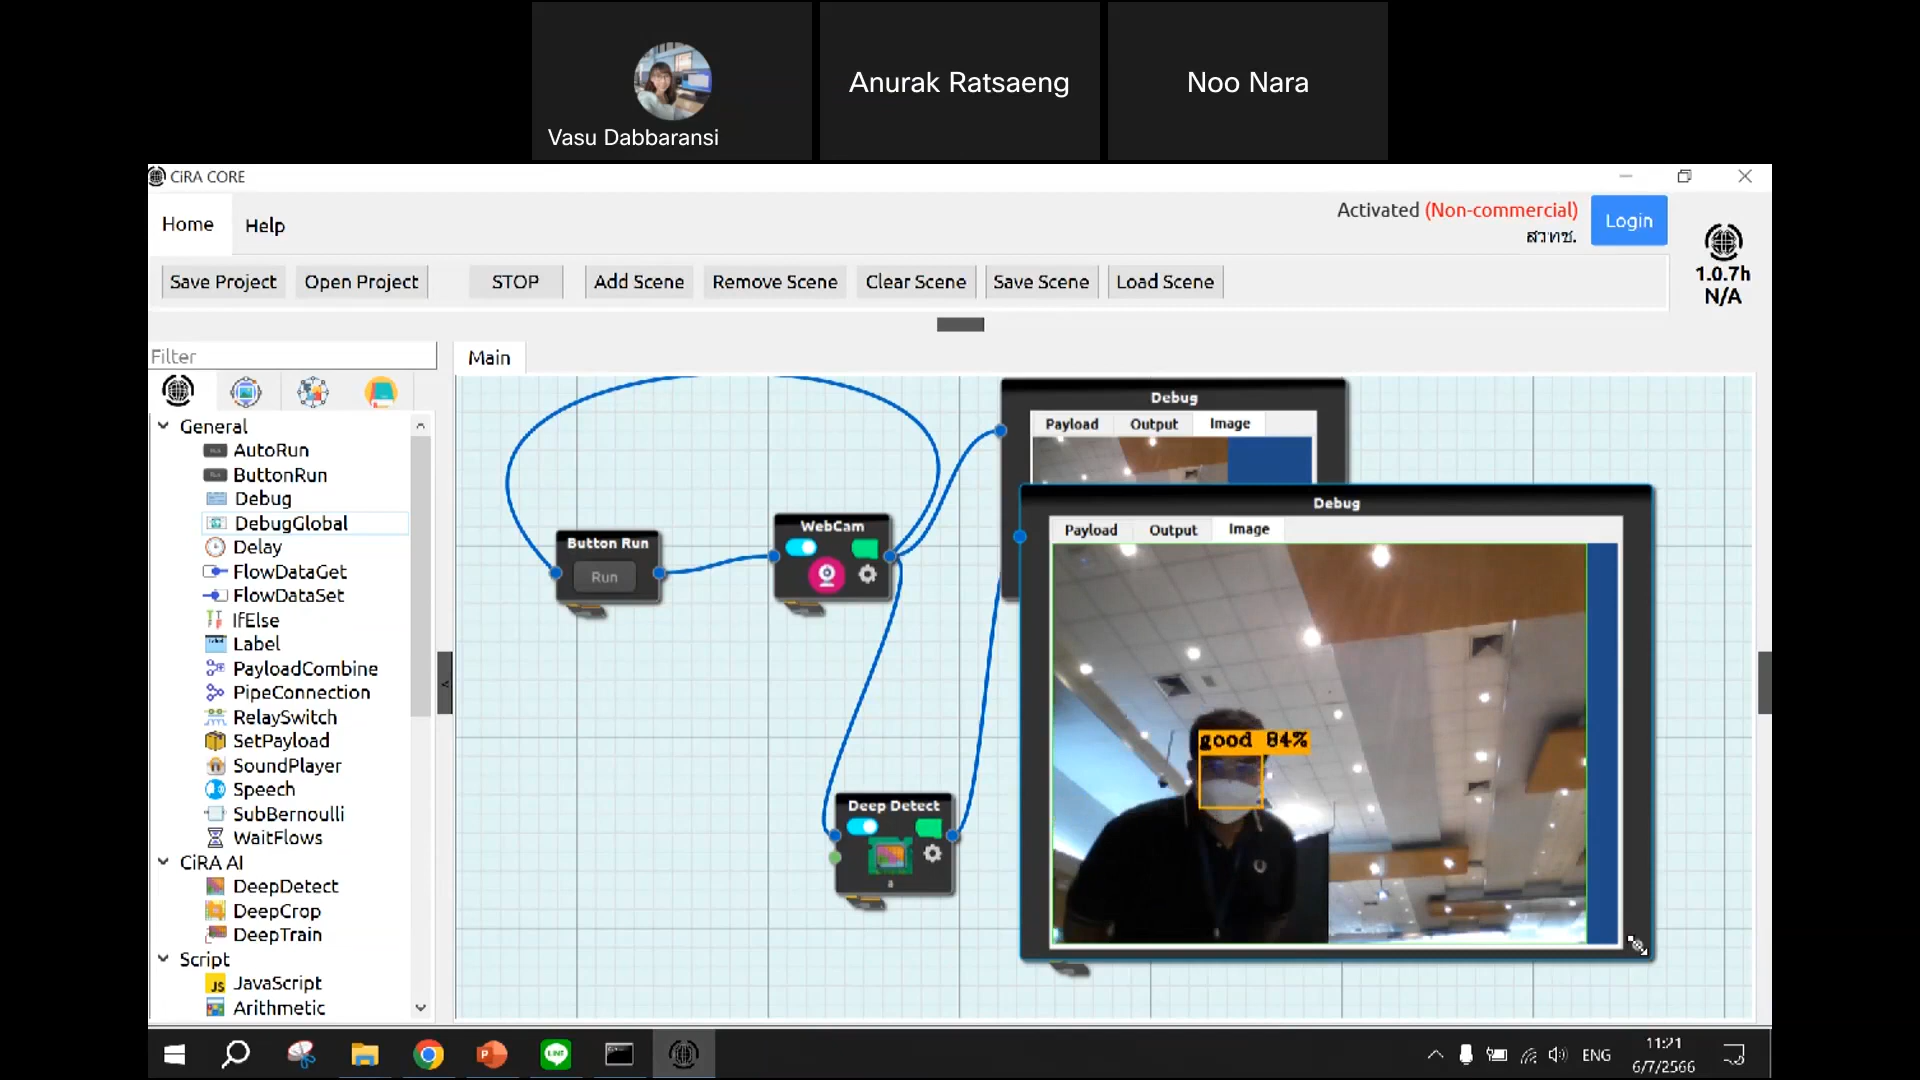 Vasu Dabbaransi
Anurak Ratsaeng
Noo Nara
CiRA CORE
Home
Help
Activated (Non-commercial)
สวทช.
Login
1.0.7h
N/A
Save Project
Open Project
STOP
Add Scene
Remove Scene
Clear Scene
Save Scene
Load Scene
Filter
Main
General
AutoRun
ButtonRun
Debug
DebugGlobal
Delay
FlowDataGet
FlowDataSet
IfElse
Label
PayloadCombine
PipeConnection
RelaySwitch
SetPayload
SoundPlayer
Speech
SubBernoulli
WaitFlows
CiRA AI
DeepDetect
DeepCrop
DeepTrain
Script
JavaScript
Arithmetic
Button Run
Run
WebCam
Deep Detect
a
Debug
Payload
Output
Image
Debug
Payload
Output
Image
good 84%
ENG
11:21
6/7/2566